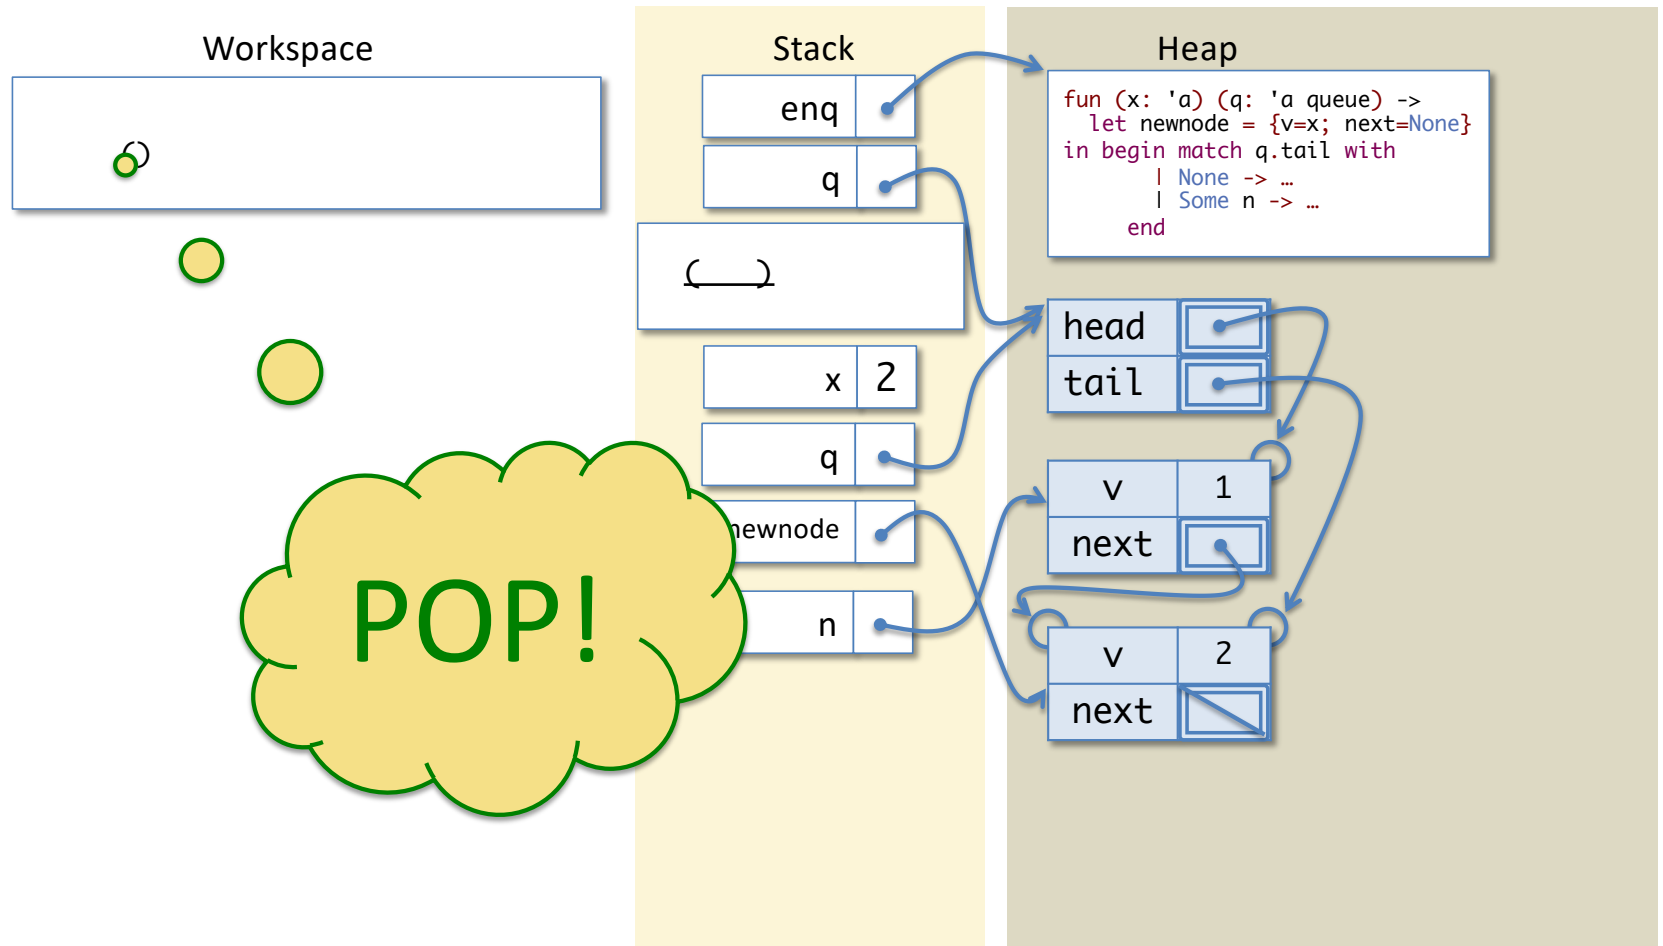 Workspace
Stack
Heap
()
enq
q
(____)
x 2
q
newnode
n
POP!
fun (x: 'a) (q: 'a queue) ->
let newnode = {v=x; next=None}
in begin match q.tail with
| None -> …
| Some n -> …
end
head
tail
v 1
next
v 2
next